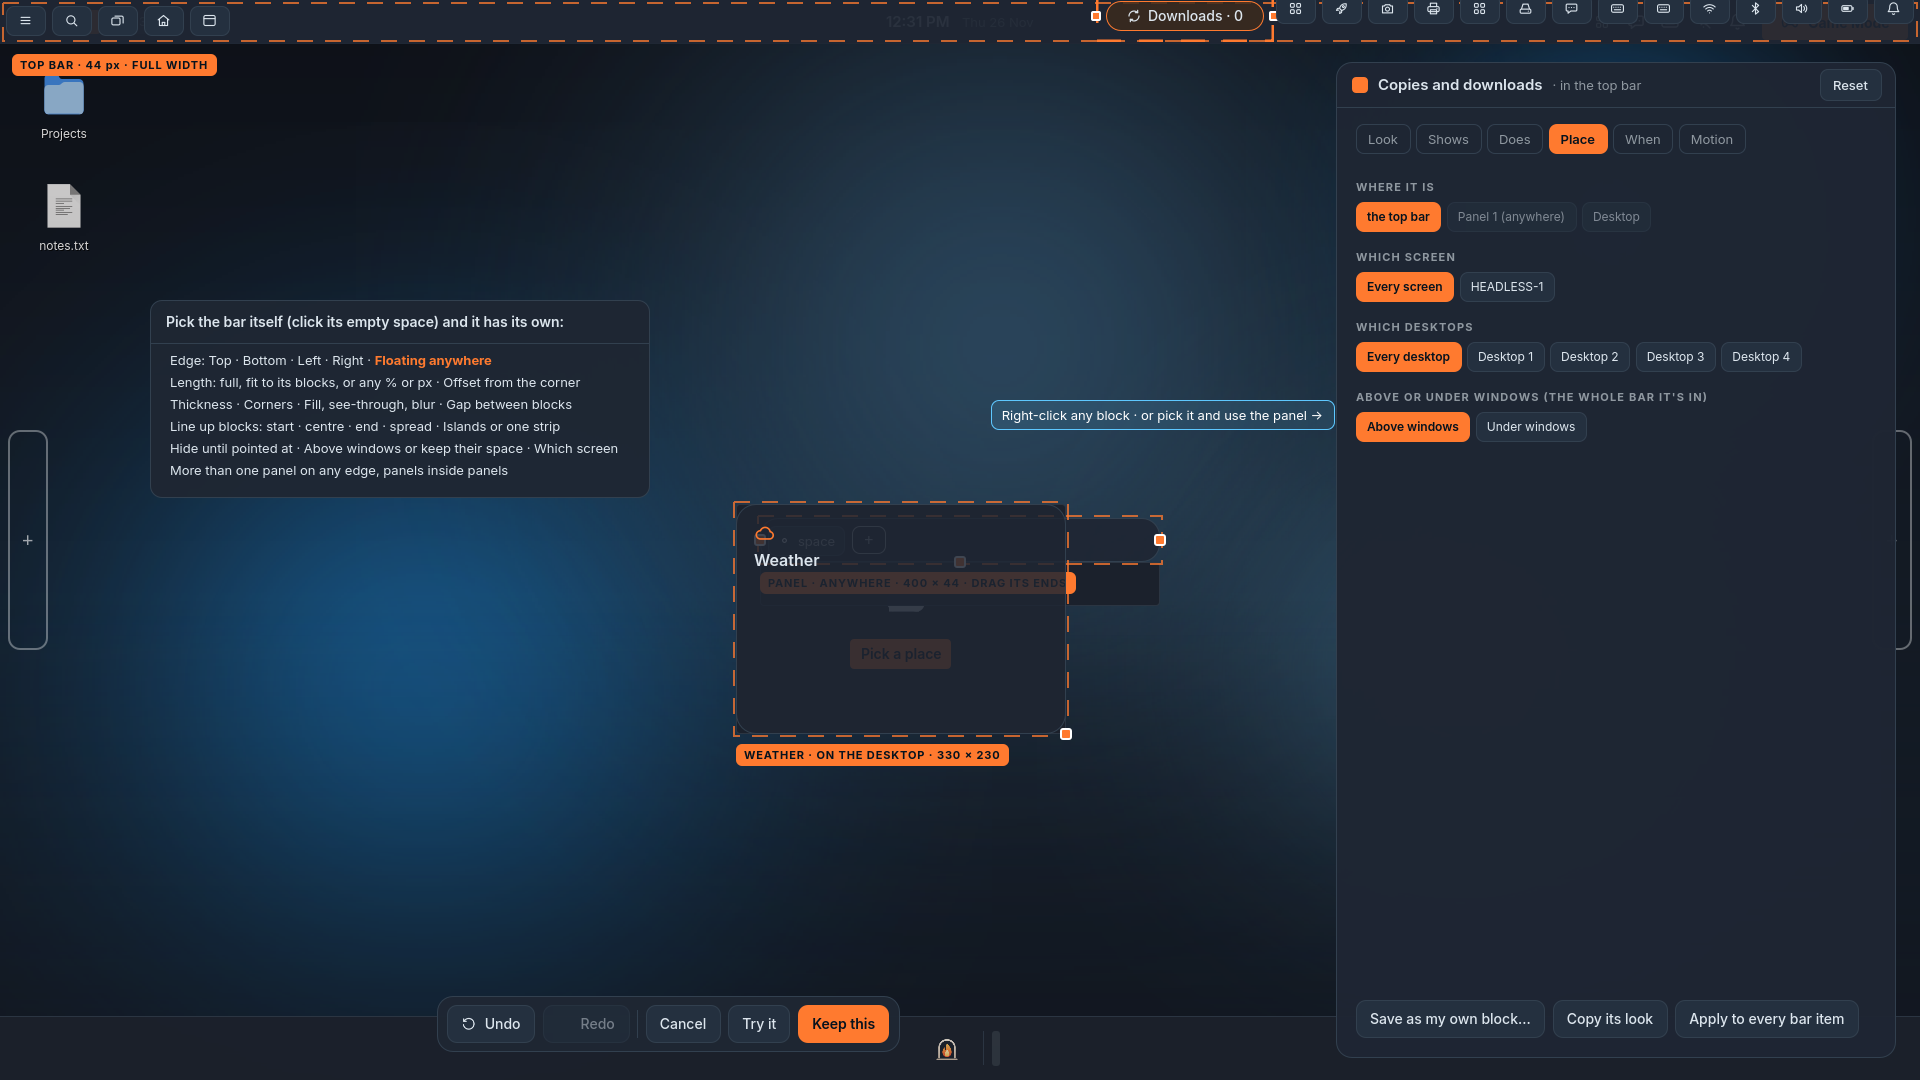 12:31 PM Thu 26 Nov
Downloads · 0
TOP BAR · 44 px · FULL WIDTH
Projects
notes.txt
Pick the bar itself (click its empty space) and it has its own:
Edge: Top · Bottom · Left · Right · Floating anywhere
Length: full, fit to its blocks, or any % or px · Offset from the corner
Thickness · Corners · Fill, see-through, blur · Gap between blocks
Line up blocks: start · centre · end · spread · Islands or one strip
Hide until pointed at · Above windows or keep their space · Which screen
More than one panel on any edge, panels inside panels
+
Right-click any block · or pick it and use the panel →
space
+
Weather
PANEL · ANYWHERE · 400 × 44 · DRAG ITS ENDS
Pick a place
WEATHER · ON THE DESKTOP · 330 × 230
Copies and downloads · in the top bar
Reset
Look Shows Does Place When Motion
WHERE IT IS
the top bar Panel 1 (anywhere) Desktop
WHICH SCREEN
Every screen HEADLESS-1
WHICH DESKTOPS
Every desktop Desktop 1 Desktop 2 Desktop 3 Desktop 4
ABOVE OR UNDER WINDOWS (THE WHOLE BAR IT'S IN)
Above windows Under windows
Save as my own block... Copy its look Apply to every bar item
Undo Redo Cancel Try it Keep this